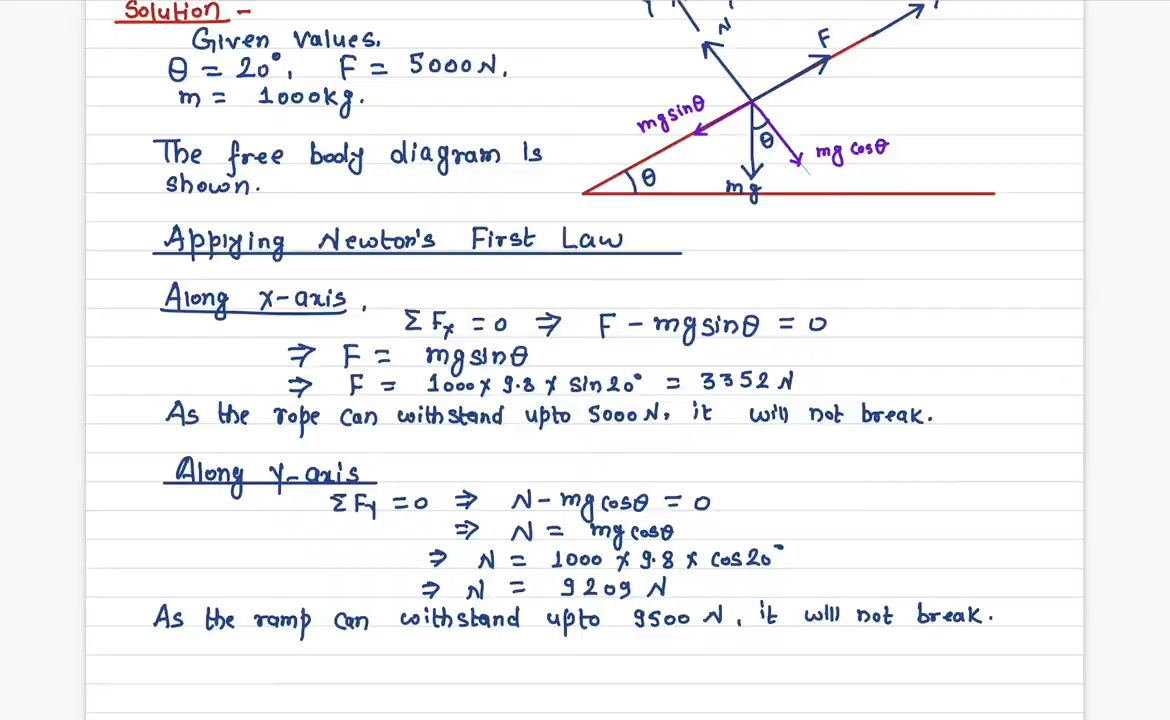 Solution -
Given values.
θ = 20°, F = 5000N,
m = 1000kg.
The free body diagram is
shown.
N
F
mgsinθ
θ
mg cosθ
θ
mg
Applying Newton's First Law
Along x-axis,
ΣFx = 0 ⇒ F - mgsinθ = 0
⇒ F = mgsinθ
⇒ F = 1000 × 9.8 × sin20° = 3352 N
As the rope can withstand upto 5000N, it will not break.
Along Y-axis
ΣFy = 0 ⇒ N - mgcosθ = 0
⇒ N = mgcosθ
⇒ N = 1000 × 9.8 × cos20°
⇒ N = 9209 N
As the ramp can withstand upto 9500 N, it will not break.